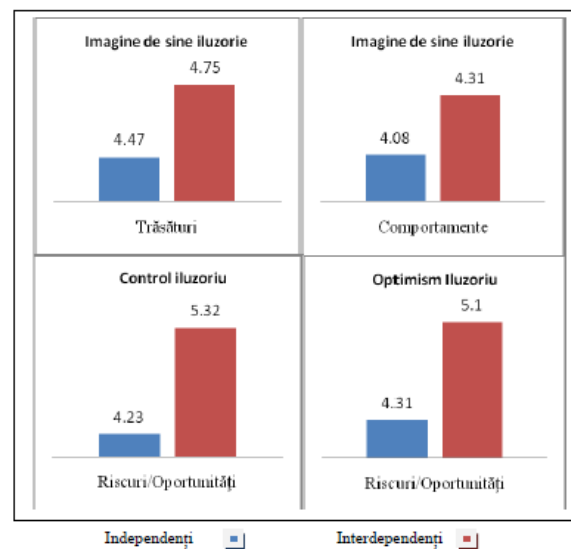 Imagine de sine iluzorie
4.75
4.47
Trăsături
Imagine de sine iluzorie
4.31
4.08
Comportamente
Control iluzoriu
5.32
4.23
Riscuri/Oportunități
Optimism Iluzoriu
5.1
4.31
Riscuri/Oportunități
Independenți
Interdependenți